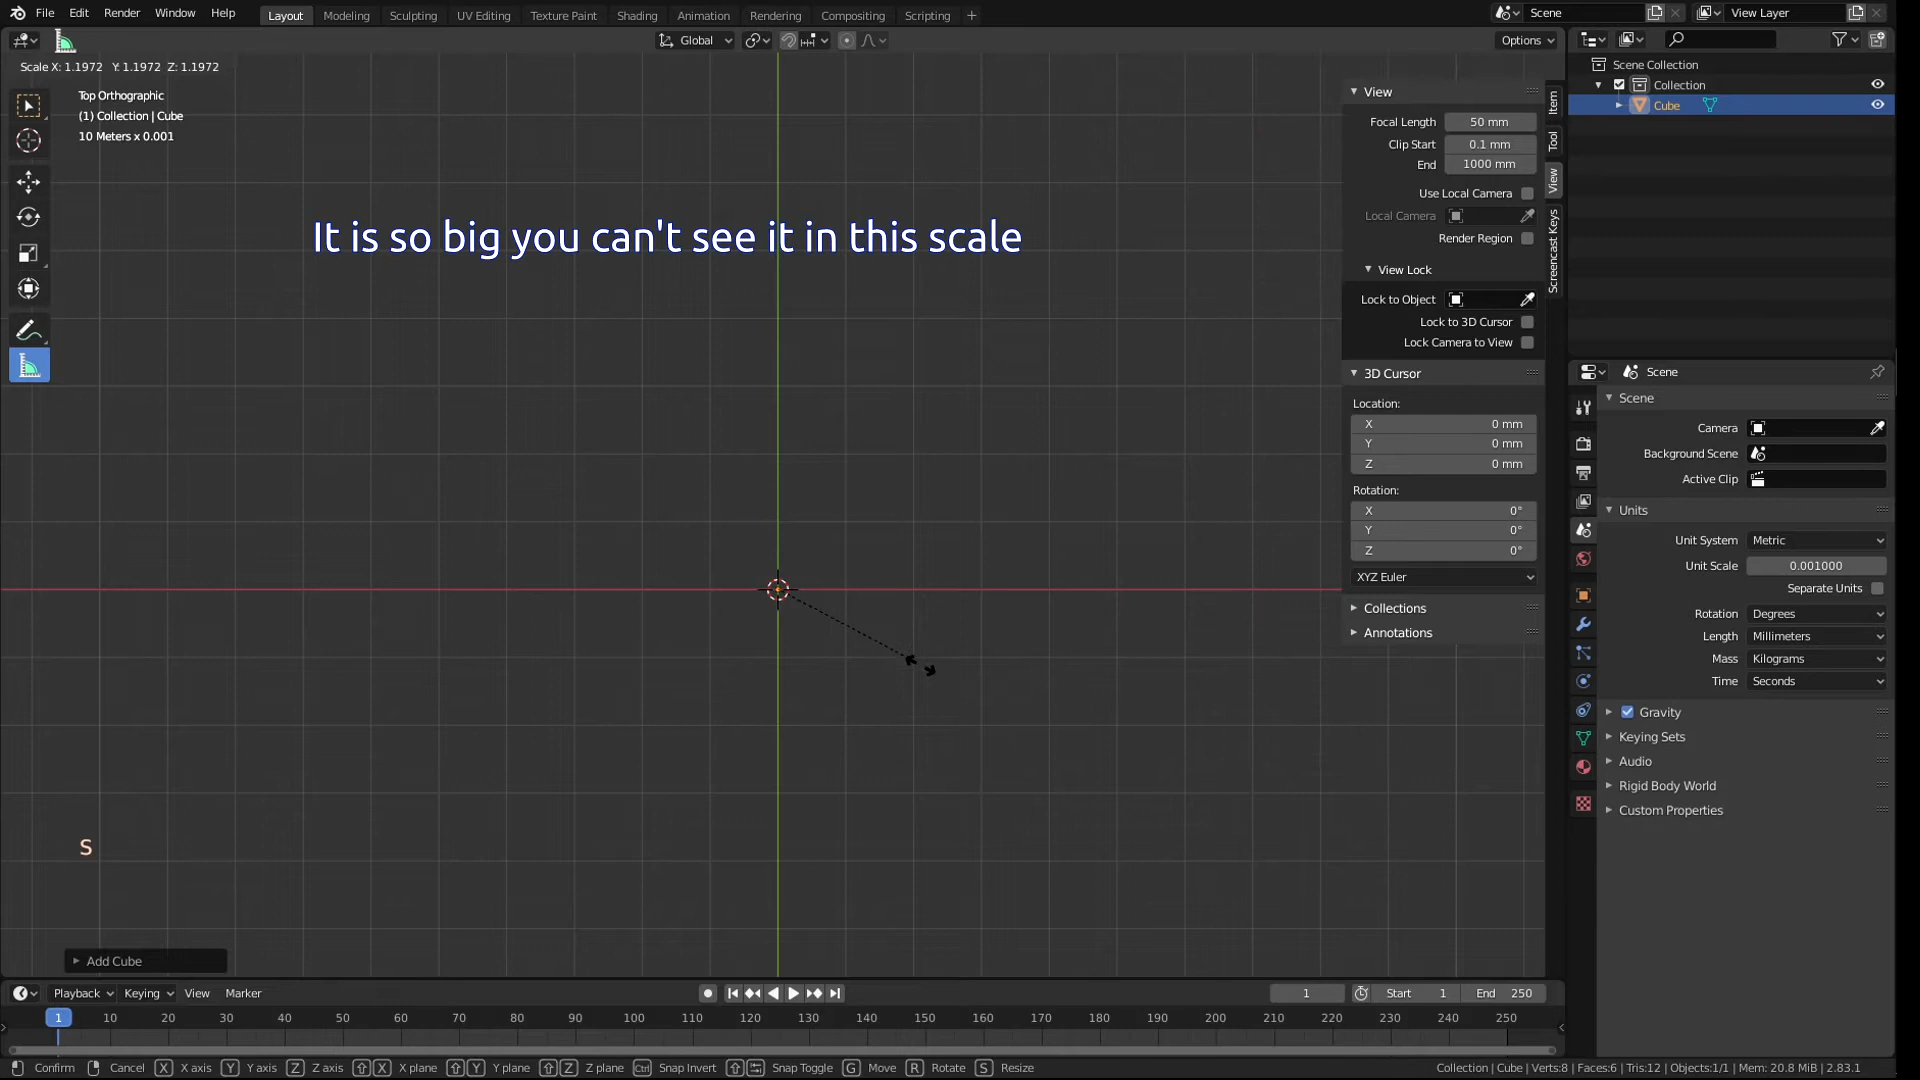 File Edit Render Window Help Layout Modeling Sculpting UV Editing Texture Paint Shading Animation Rendering Compositing Scripting + Scene View Layer
Global Options
Scale X: 1.1972 Y: 1.1972 Z: 1.1972
Top Orthographic
(1) Collection | Cube
10 Meters x 0.001
It is so big you can't see it in this scale
S
Add Cube
View
Focal Length 50 mm
Clip Start 0.1 mm
End 1000 mm
Use Local Camera
Local Camera
Render Region
View Lock
Lock to Object
Lock to 3D Cursor
Lock Camera to View
3D Cursor
Location:
X 0 mm
Y 0 mm
Z 0 mm
Rotation:
X 0°
Y 0°
Z 0°
XYZ Euler
Collections
Annotations
Item
Tool
View
Screencast Keys
Scene Collection
Collection
Cube
Scene
Scene
Camera
Background Scene
Active Clip
Units
Unit System Metric
Unit Scale 0.001000
Separate Units
Rotation Degrees
Length Millimeters
Mass Kilograms
Time Seconds
Gravity
Keying Sets
Audio
Rigid Body World
Custom Properties
Playback Keying View Marker 1 Start 1 End 250
1 10 20 30 40 50 60 70 80 90 100 110 120 130 140 150 160 170 180 190 200 210 220 230 240 250
Confirm Cancel X X axis Y Y axis Z Z axis X X plane Y Y plane Z Z plane Ctrl Snap Invert Snap Toggle G Move R Rotate S Resize Collection | Cube | Verts:8 | Faces:6 | Tris:12 | Objects:1/1 | Mem: 20.8 MiB | 2.83.1